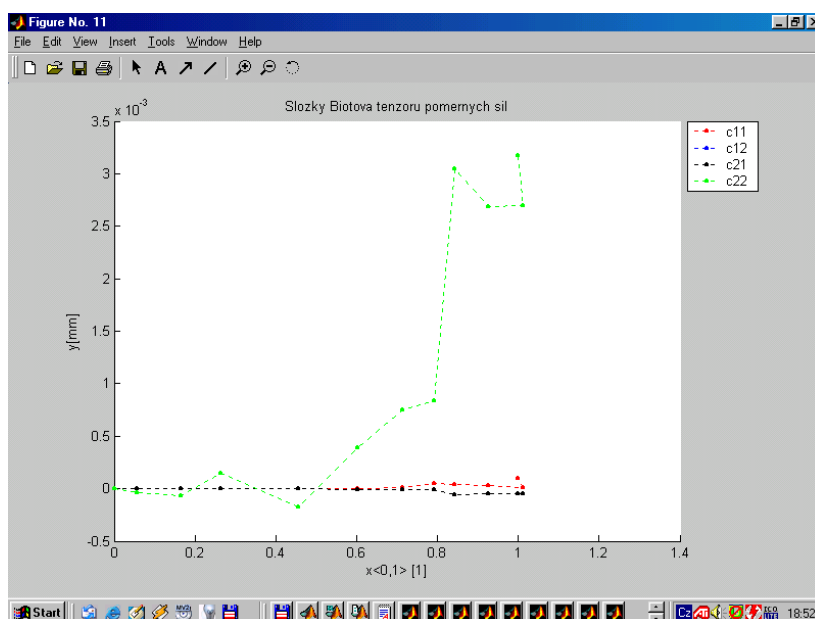 Figure No. 11
File Edit View Insert Tools Window Help
x 10-3
Slozky Biotova tenzoru pomernych sil
3.5
3
2.5
2
1.5
1
0.5
0
-0.5
y[mm]
0 0.2 0.4 0.6 0.8 1 1.2 1.4
x<0,1> [1]
c11
c12
c21
c22
Start
Cz
18:52